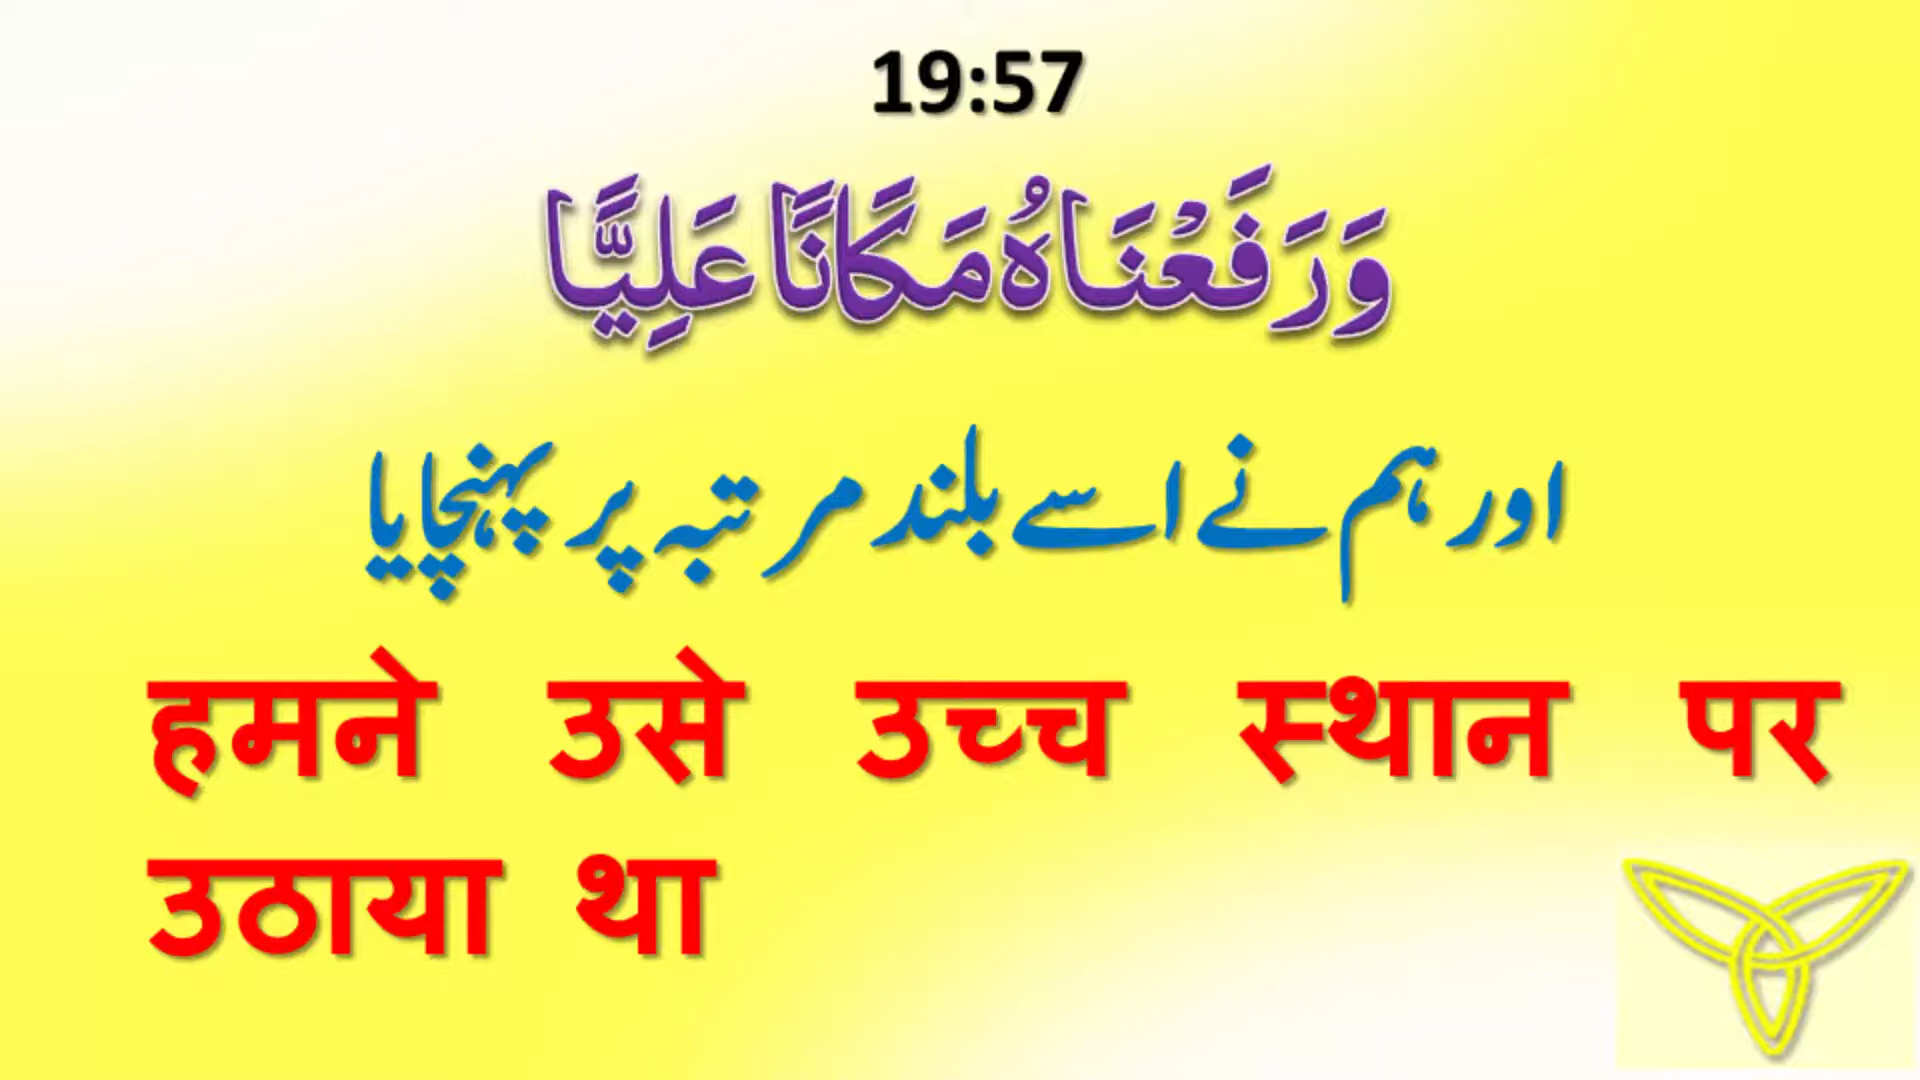 19:57
وَرَفَعْنَاهُ مَكَانًا عَلِيًّا
اور ہم نے اسے بلند مرتبہ پر پہنچایا
हमने उसे उच्च स्थान पर
उठाया था